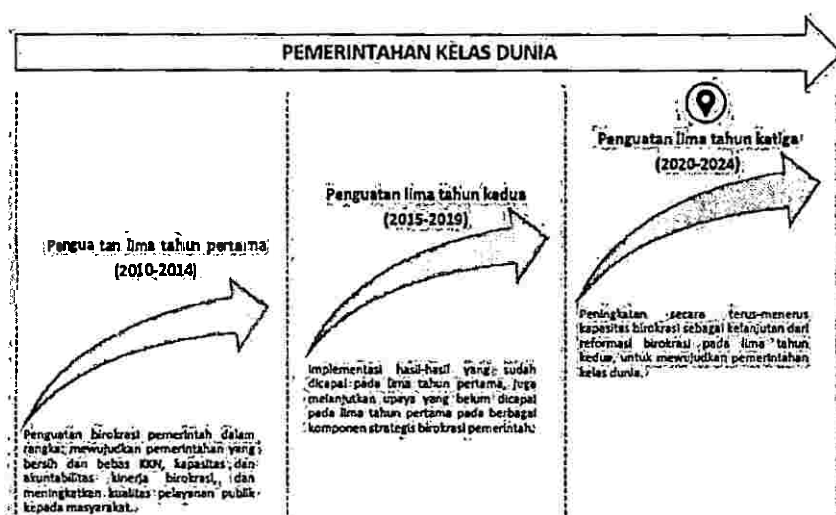 PEMERINTAHAN KELAS DUNIA
Penguatan lima tahun pertama
(2010-2014)
Penguatan birokrasi pemerintah dalam
rangka mewujudkan pemerintahan yang
bersih dan bebas KKN, kapasitas dan
akuntabilitas kinerja birokrasi, dan
meningkatkan kualitas pelayanan publik
kepada masyarakat.
Penguatan lima tahun kedua
(2015-2019)
Implementasi hasil-hasil yang sudah
dicapai pada lima tahun pertama, juga
melanjutkan upaya yang belum dicapai
pada lima tahun pertama pada berbagai
komponen strategis birokrasi pemerintah.
Penguatan lima tahun ketiga
(2020-2024)
Peningkatan secara terus-menerus
kapasitas birokrasi sebagai kelanjutan dari
reformasi birokrasi pada lima tahun
kedua, untuk mewujudkan pemerintahan
kelas dunia.